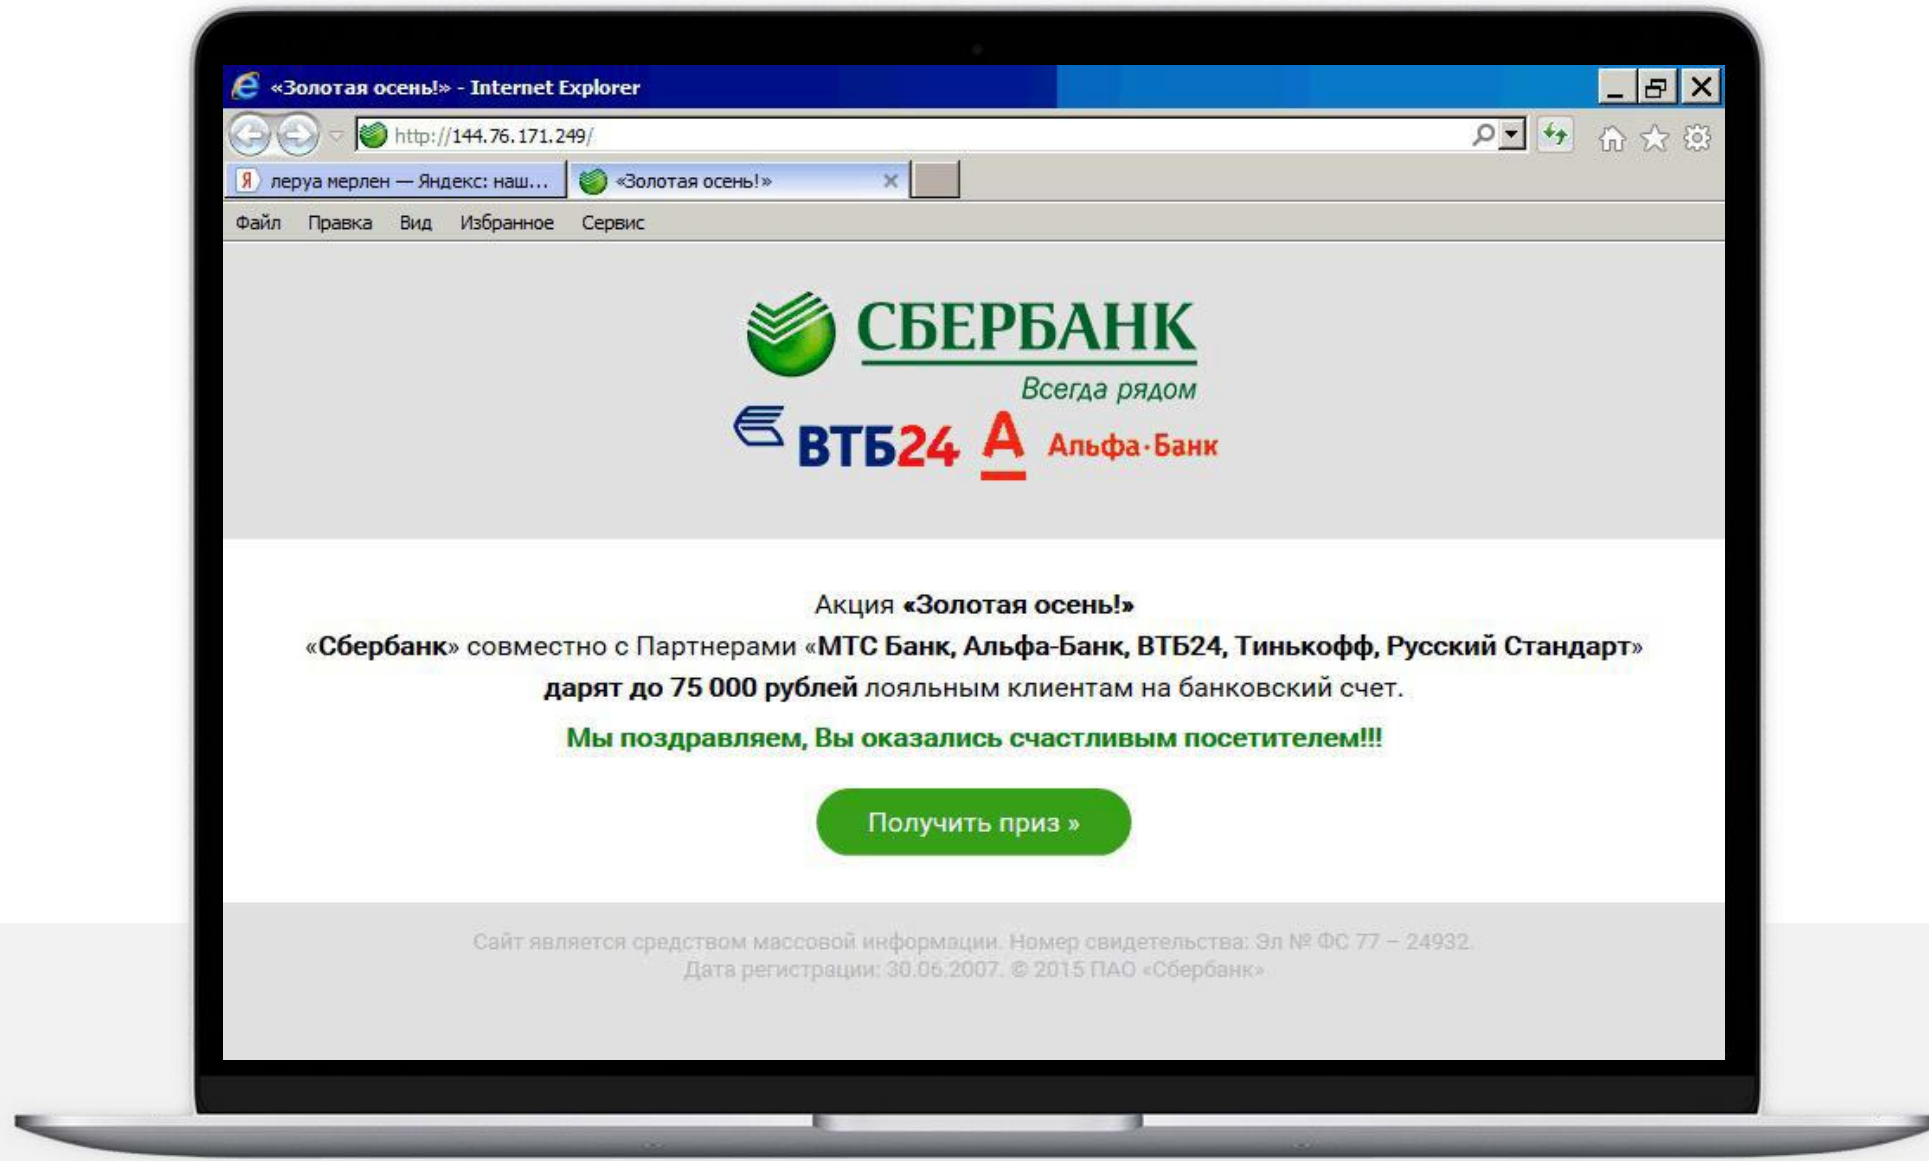 «Золотая осень!» - Internet Explorer
http://144.76.171.249/
Я леруа мерлен — Яндекс: наш...
«Золотая осень!»
Файл Правка Вид Избранное Сервис
СБЕРБАНК
Всегда рядом
ВТБ24 А Альфа·Банк
Акция «Золотая осень!»
«Сбербанк» совместно с Партнерами «МТС Банк, Альфа-Банк, ВТБ24, Тинькофф, Русский Стандарт»
дарят до 75 000 рублей лояльным клиентам на банковский счет.
Мы поздравляем, Вы оказались счастливым посетителем!!!
Получить приз »
Сайт является средством массовой информации. Номер свидетельства: Эл № ФС 77 – 24932.
Дата регистрации: 30.06.2007. © 2015 ПАО «Сбербанк»